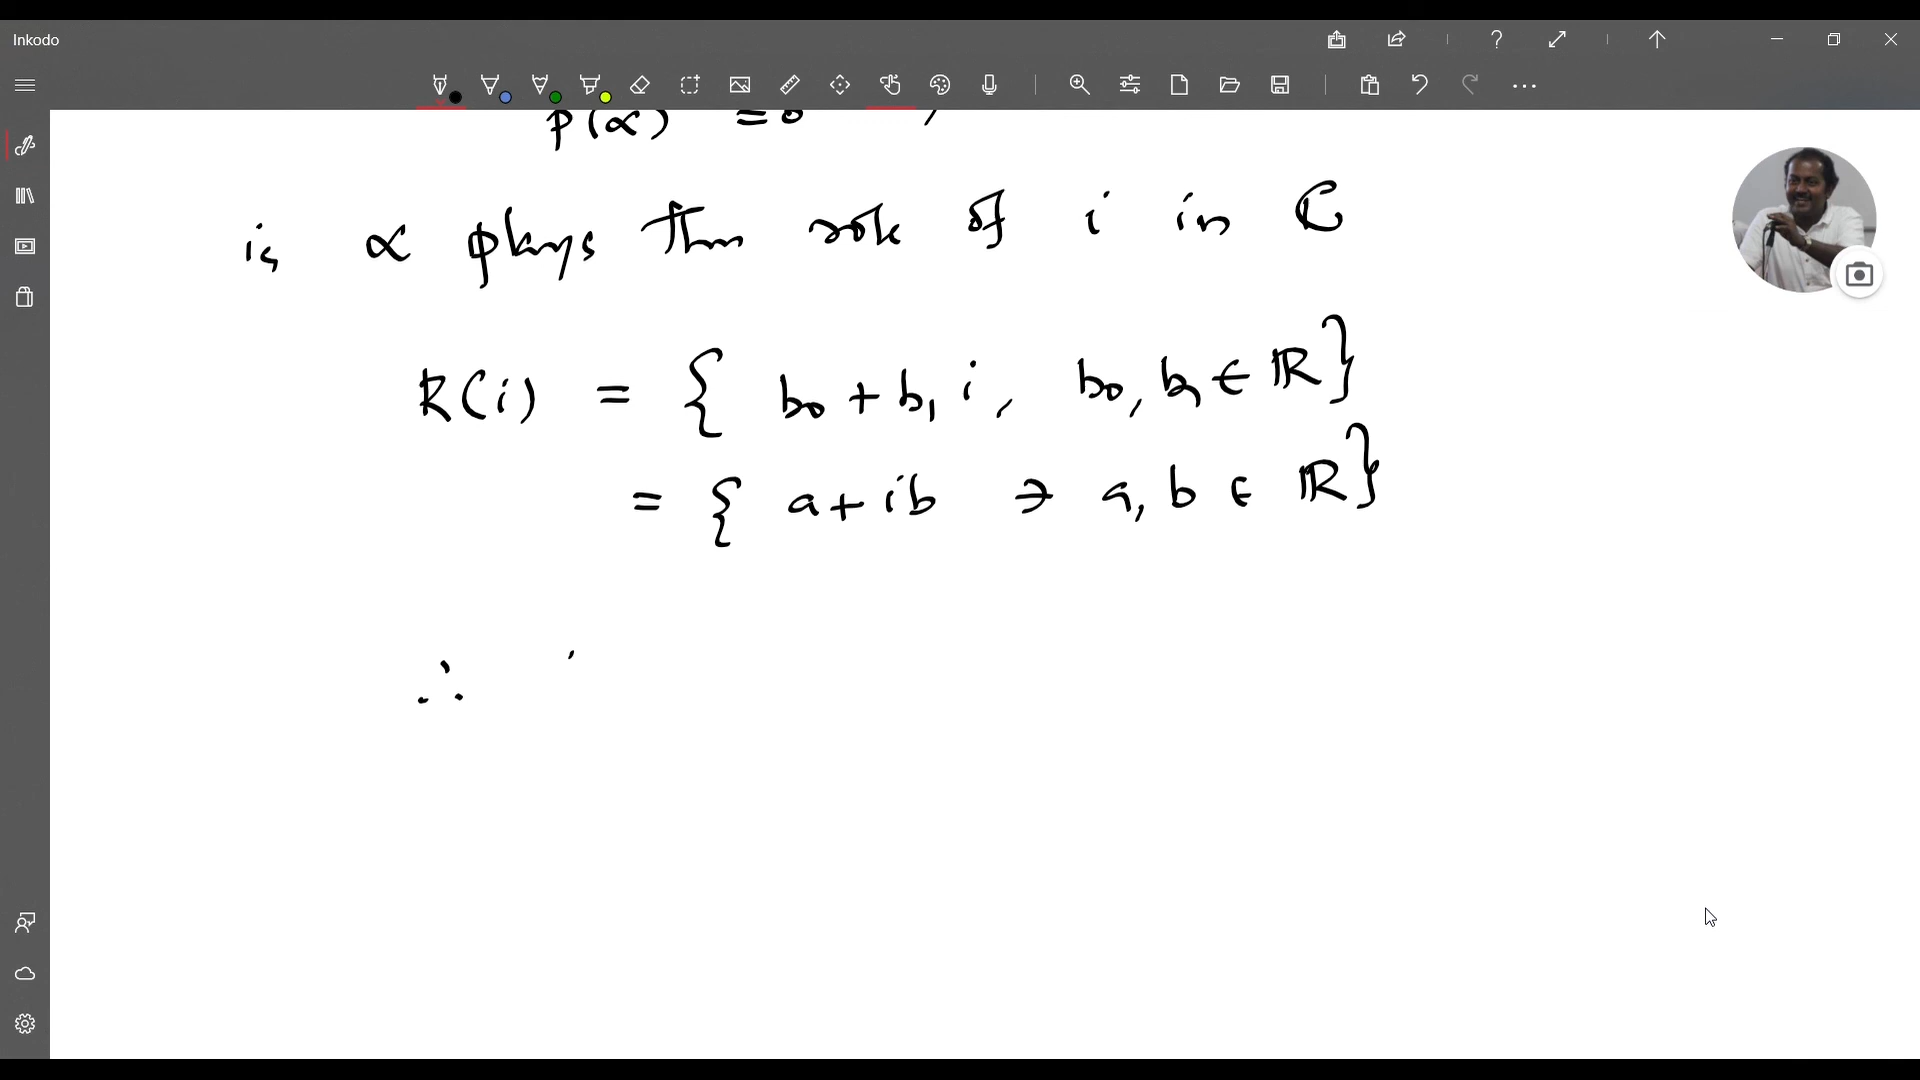 Inkodo
p(α) = 0 ,
is α plays the role of i in ℂ
ℝ(i) = { b₀ + b₁ i, b₀, b₁ ∈ ℝ}
= { a + ib ∋ a, b ∈ ℝ}
∴